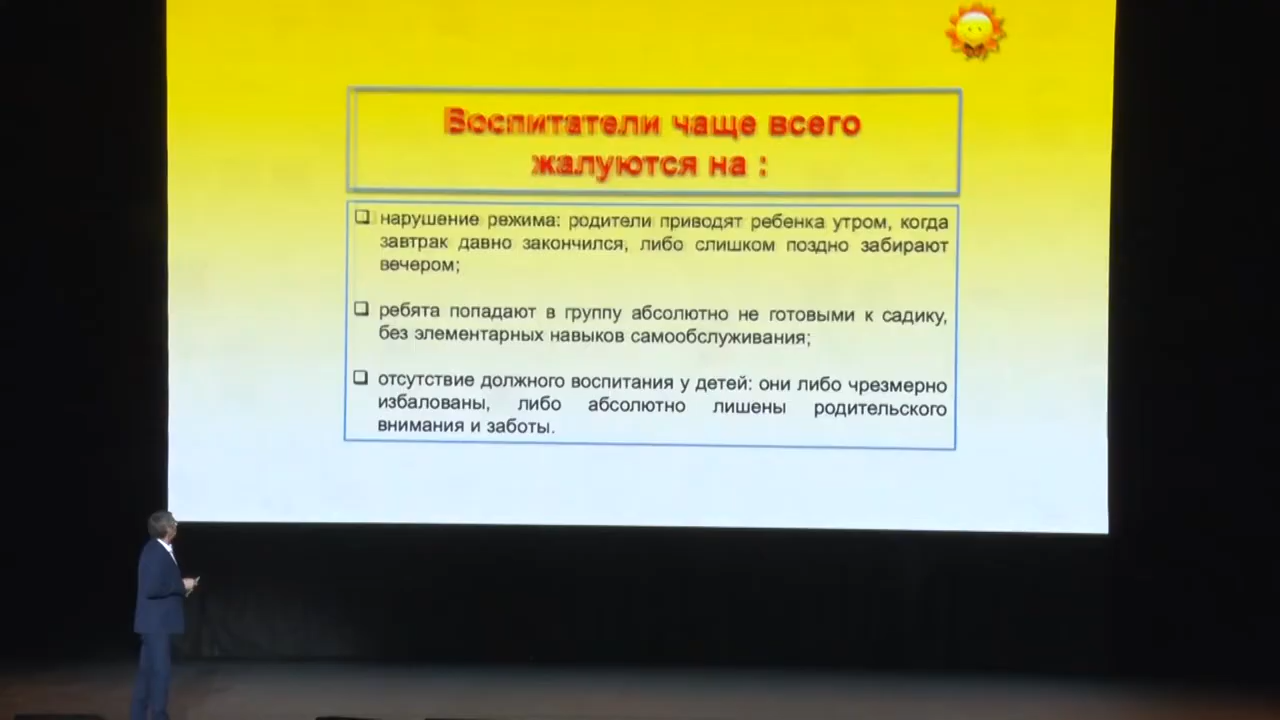 Воспитатели чаще всего
жалуются на :
❑ нарушение режима: родители приводят ребенка утром, когда
завтрак давно закончился, либо слишком поздно забирают
вечером;
❑ ребята попадают в группу абсолютно не готовыми к садику,
без элементарных навыков самообслуживания;
❑ отсутствие должного воспитания у детей: они либо чрезмерно
избалованы, либо абсолютно лишены родительского
внимания и заботы.